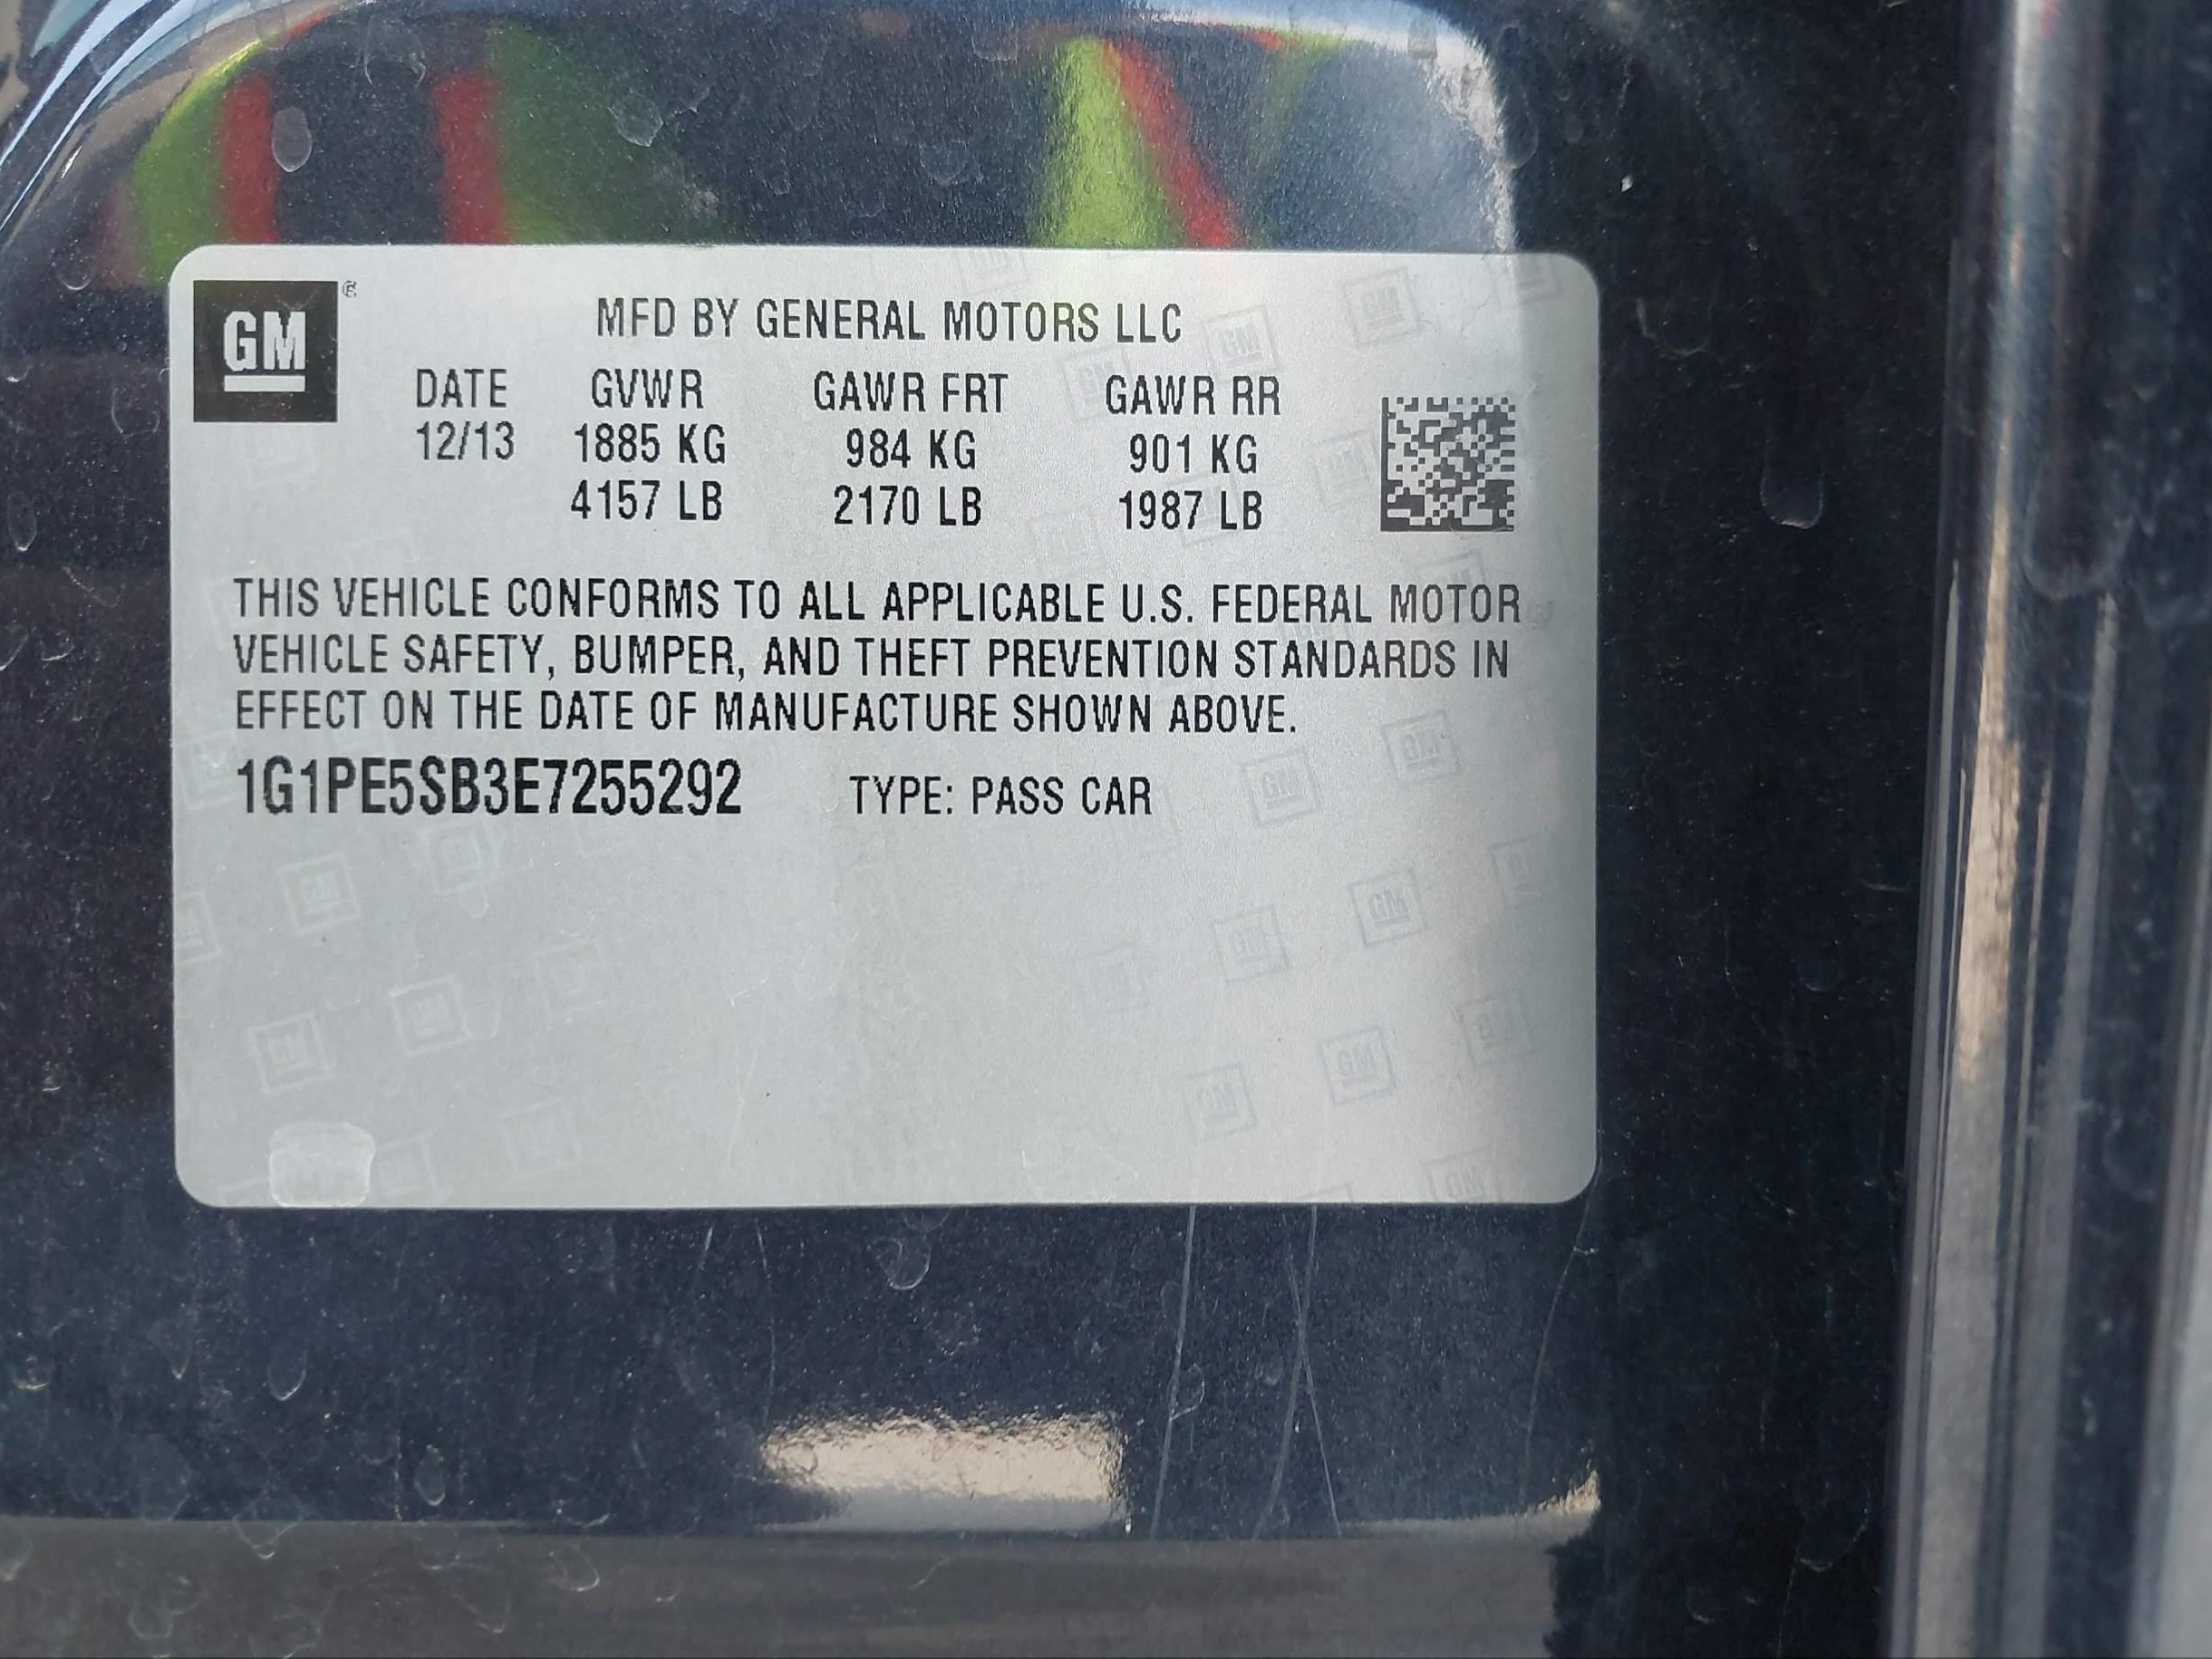 GM ®
MFD BY GENERAL MOTORS LLC
DATE GVWR GAWR FRT GAWR RR
12/13 1885 KG 984 KG 901 KG
4157 LB 2170 LB 1987 LB
THIS VEHICLE CONFORMS TO ALL APPLICABLE U.S. FEDERAL MOTOR
VEHICLE SAFETY, BUMPER, AND THEFT PREVENTION STANDARDS IN
EFFECT ON THE DATE OF MANUFACTURE SHOWN ABOVE.
1G1PE5SB3E7255292 TYPE: PASS CAR